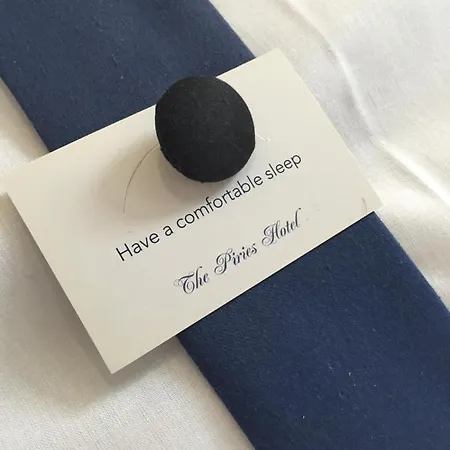 Have a comfortable sleep
The Piries Hotel